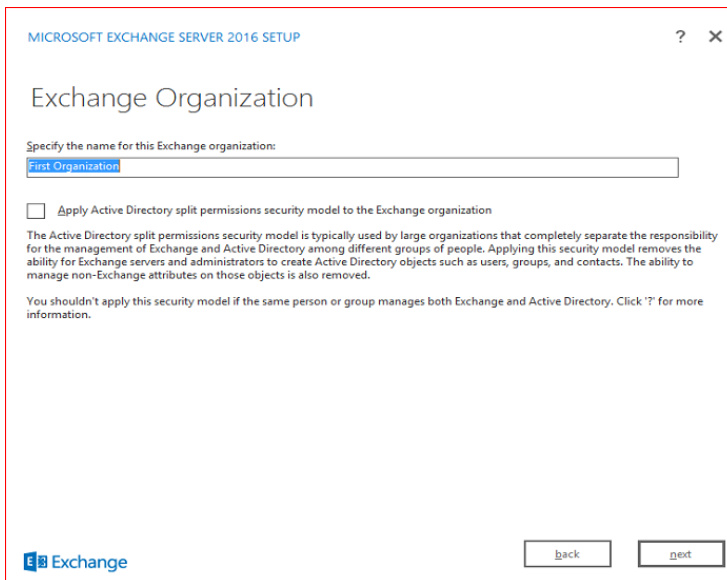 MICROSOFT EXCHANGE SERVER 2016 SETUP
? ✕
Exchange Organization
Specify the name for this Exchange organization:
First Organization
Apply Active Directory split permissions security model to the Exchange organization
The Active Directory split permissions security model is typically used by large organizations that completely separate the responsibility
for the management of Exchange and Active Directory among different groups of people. Applying this security model removes the
ability for Exchange servers and administrators to create Active Directory objects such as users, groups, and contacts. The ability to
manage non-Exchange attributes on those objects is also removed.
You shouldn't apply this security model if the same person or group manages both Exchange and Active Directory. Click '?' for more
information.
E Exchange
back
next